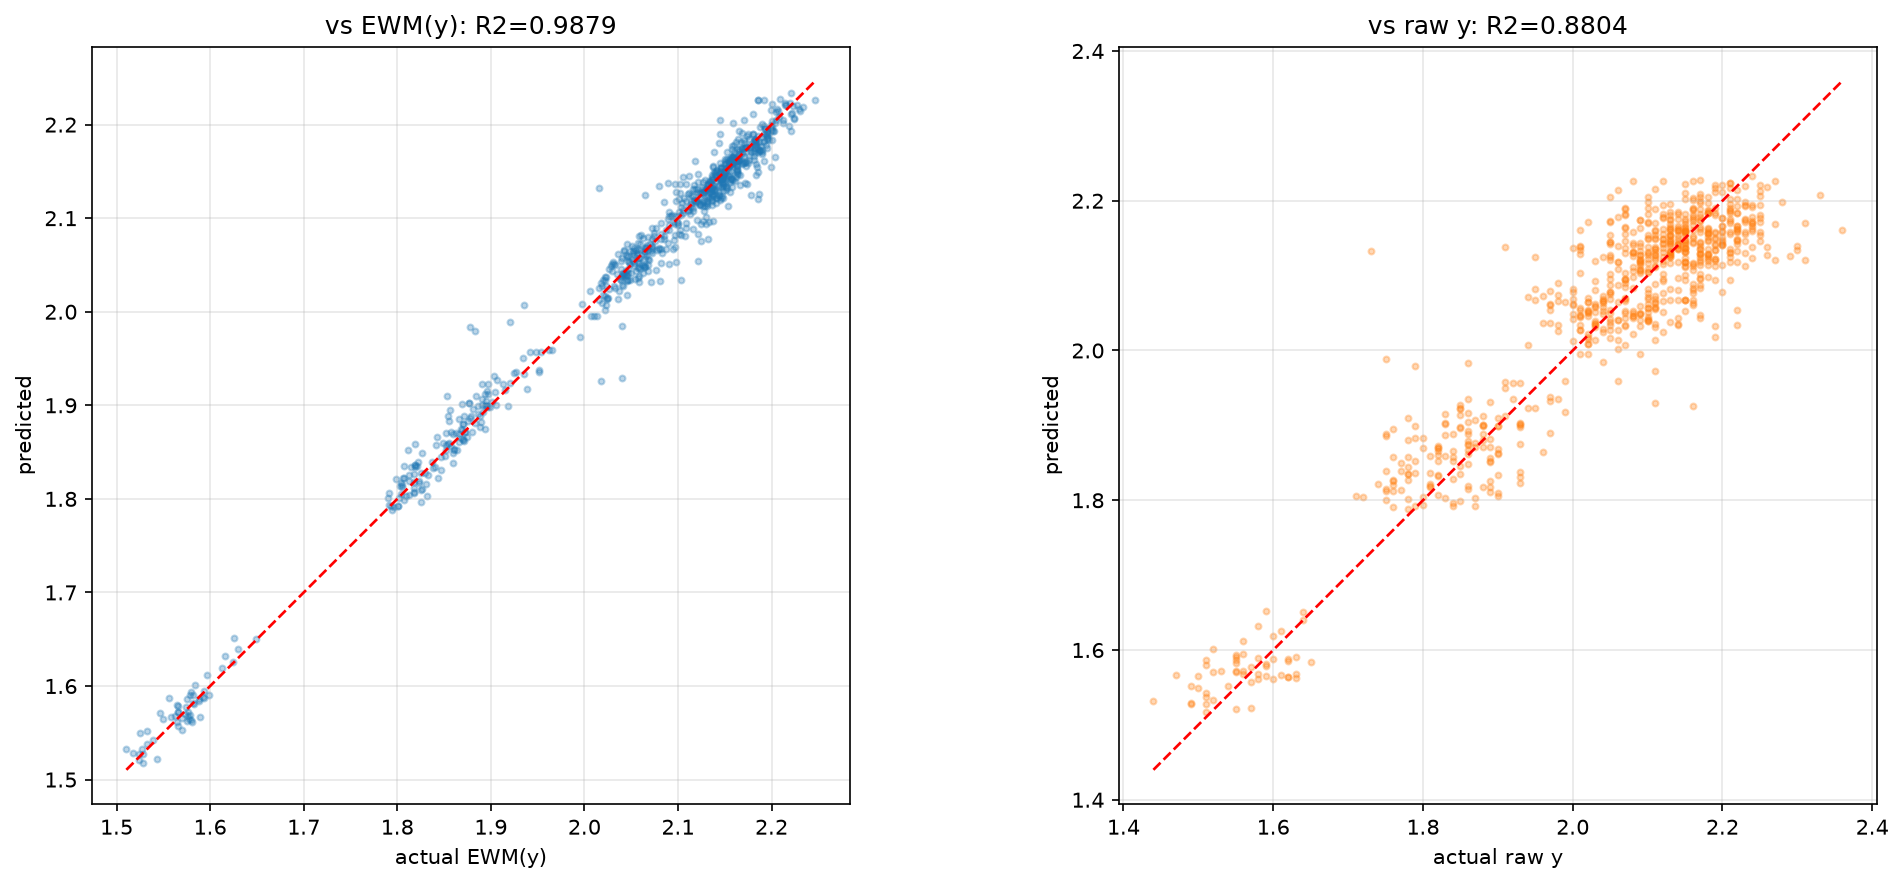 vs EWM(y): R2=0.9879
predicted
2.2
2.1
2.0
1.9
1.8
1.7
1.6
1.5
1.5 1.6 1.7 1.8 1.9 2.0 2.1 2.2
actual EWM(y)
vs raw y: R2=0.8804
predicted
2.4
2.2
2.0
1.8
1.6
1.4
1.4 1.6 1.8 2.0 2.2 2.4
actual raw y